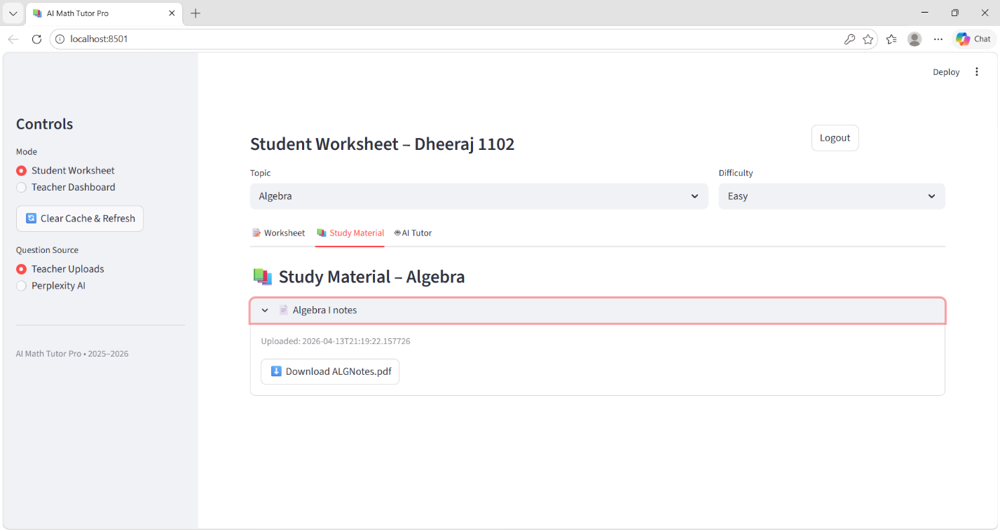 AI Math Tutor Pro
localhost:8501
Chat
Deploy
Controls
Mode
Student Worksheet
Teacher Dashboard
Clear Cache & Refresh
Question Source
Teacher Uploads
Perplexity AI
AI Math Tutor Pro • 2025–2026
Student Worksheet – Dheeraj 1102
Logout
Topic
Difficulty
Algebra
Easy
Worksheet
Study Material
AI Tutor
Study Material – Algebra
Algebra I notes
Uploaded: 2026-04-13T21:19:22.157726
Download ALGNotes.pdf